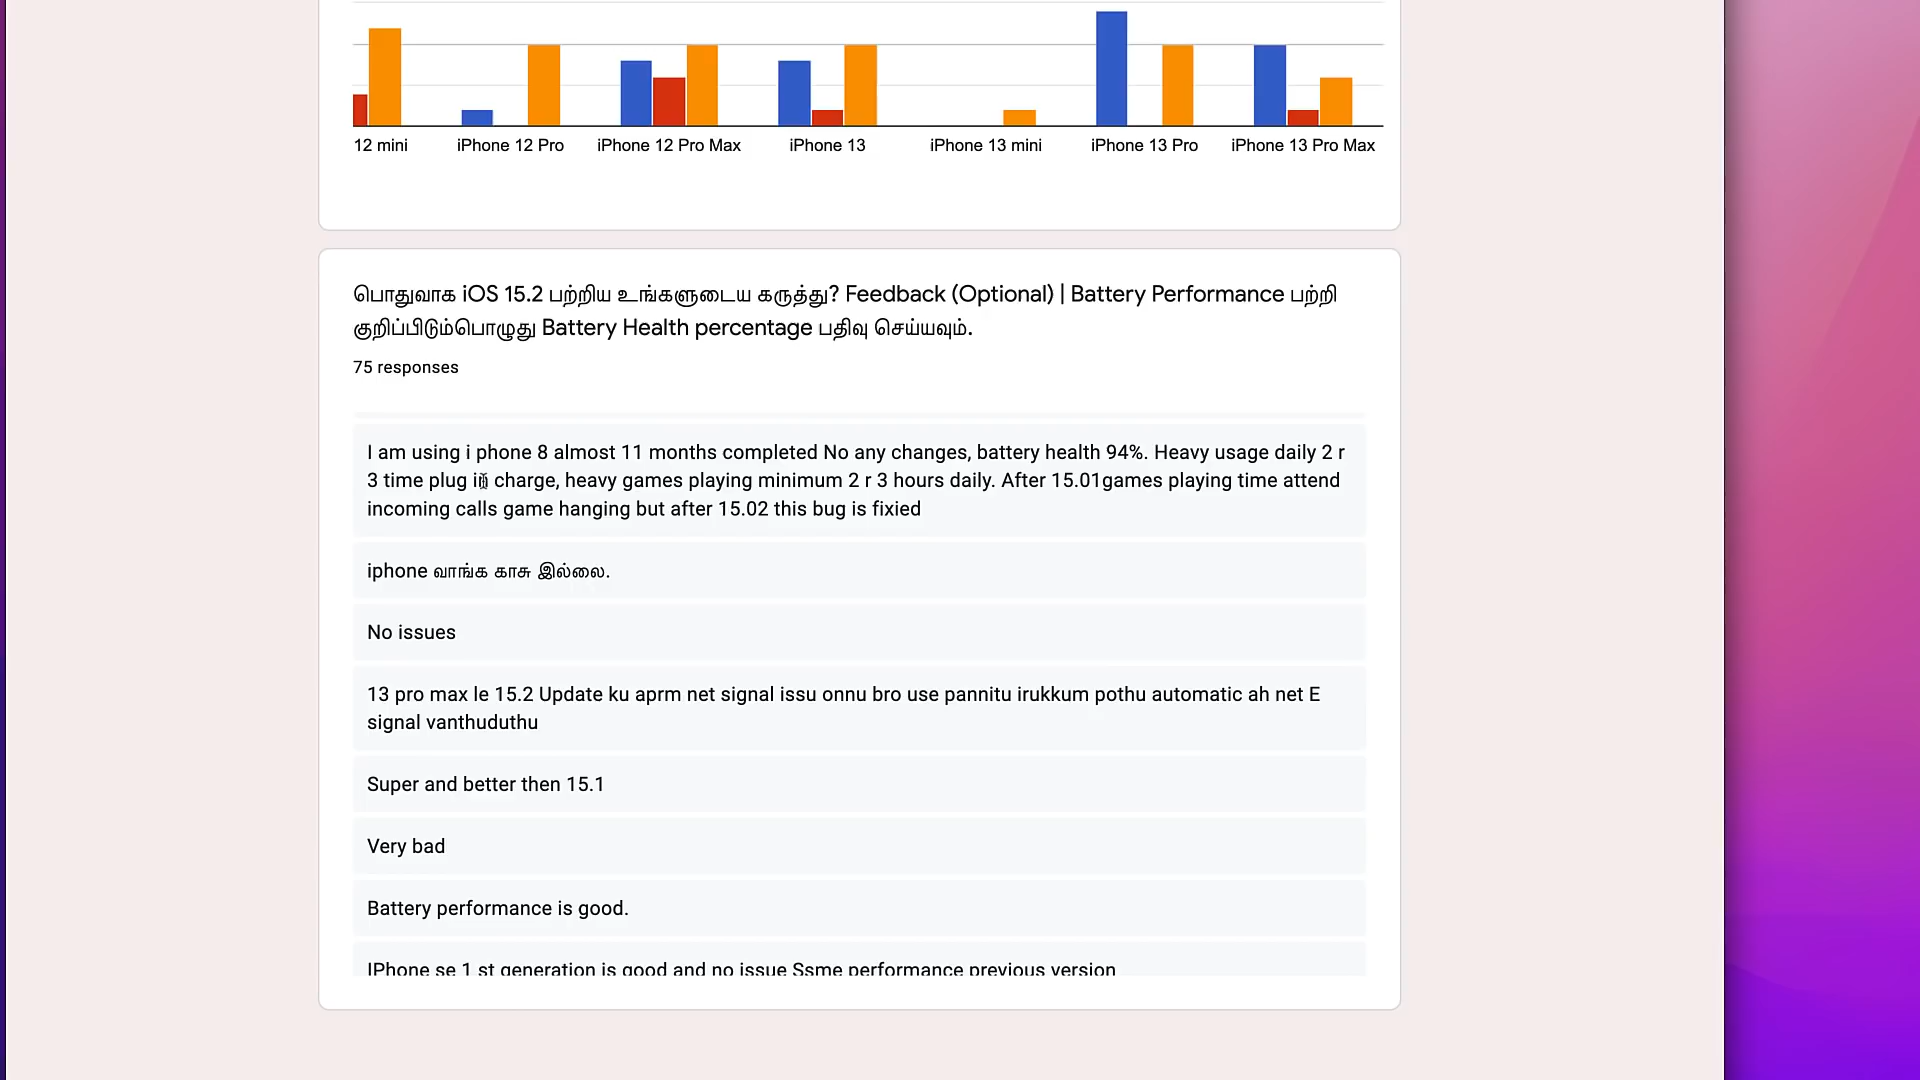 12 mini iPhone 12 Pro iPhone 12 Pro Max iPhone 13 iPhone 13 mini iPhone 13 Pro iPhone 13 Pro Max
பொதுவாக iOS 15.2 பற்றிய உங்களுடைய கருத்து? Feedback (Optional) | Battery Performance பற்றி
குறிப்பிடும்பொழுது Battery Health percentage பதிவு செய்யவும்.
75 responses
I am using i phone 8 almost 11 months completed No any changes, battery health 94%. Heavy usage daily 2 r
3 time plug in charge, heavy games playing minimum 2 r 3 hours daily. After 15.01games playing time attend
incoming calls game hanging but after 15.02 this bug is fixied
iphone வாங்க காசு இல்லை.
No issues
13 pro max le 15.2 Update ku aprm net signal issu onnu bro use pannitu irukkum pothu automatic ah net E
signal vanthuduthu
Super and better then 15.1
Very bad
Battery performance is good.
IPhone se 1 st generation is good and no issue Ssme performance previous version